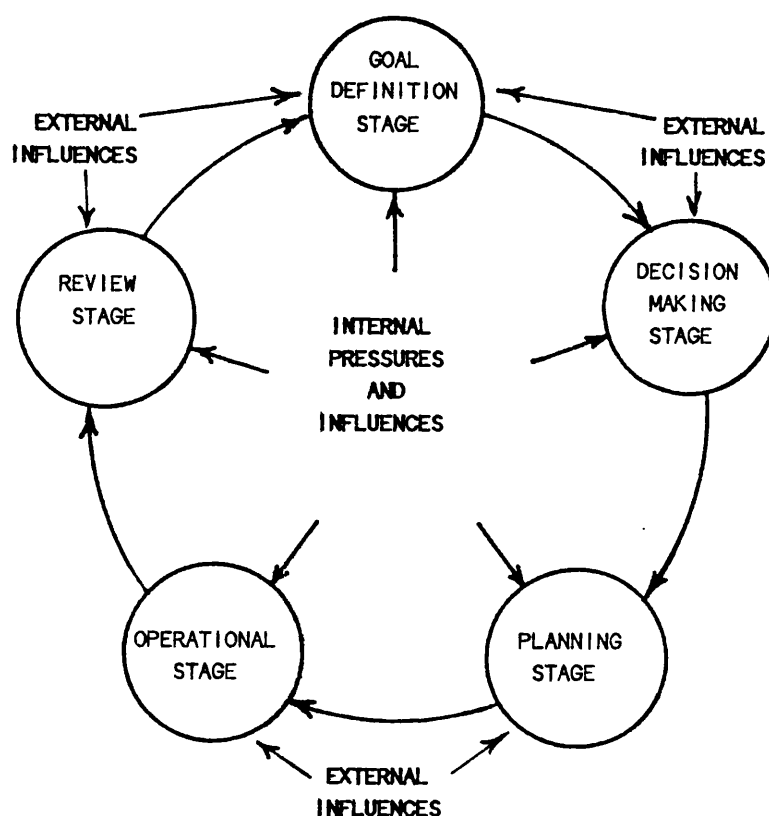 GOAL
DEFINITION
STAGE
EXTERNAL
INFLUENCES
EXTERNAL
INFLUENCES
REVIEW
STAGE
DECISION
MAKING
STAGE
INTERNAL
PRESSURES
AND
INFLUENCES
OPERATIONAL
STAGE
PLANNING
STAGE
EXTERNAL
INFLUENCES